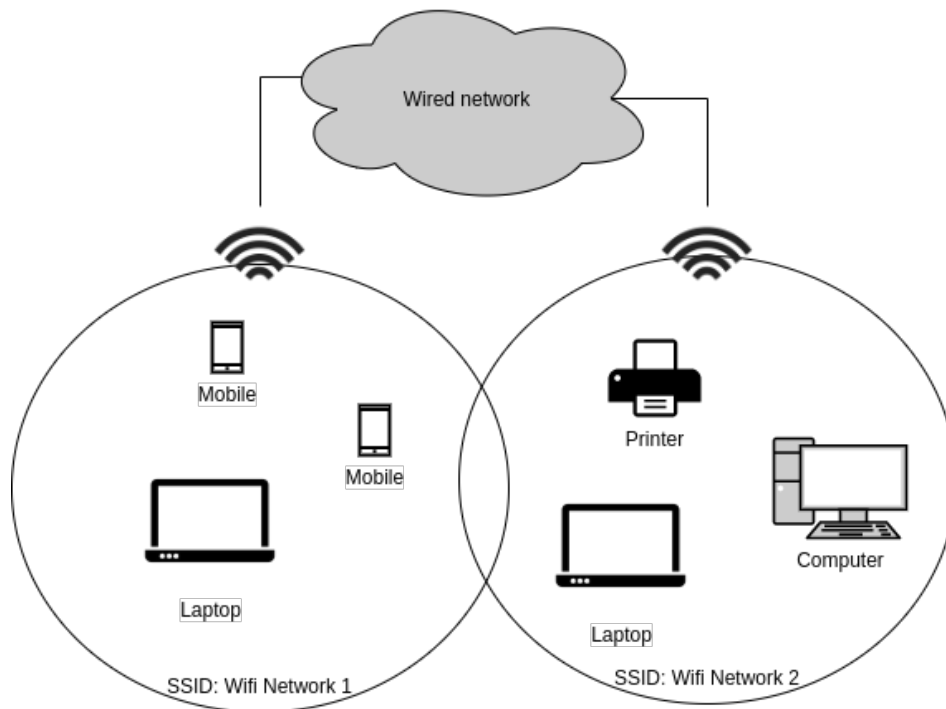 Wired network
Mobile
Mobile
Laptop
SSID: Wifi Network 1
Printer
Computer
Laptop
SSID: Wifi Network 2